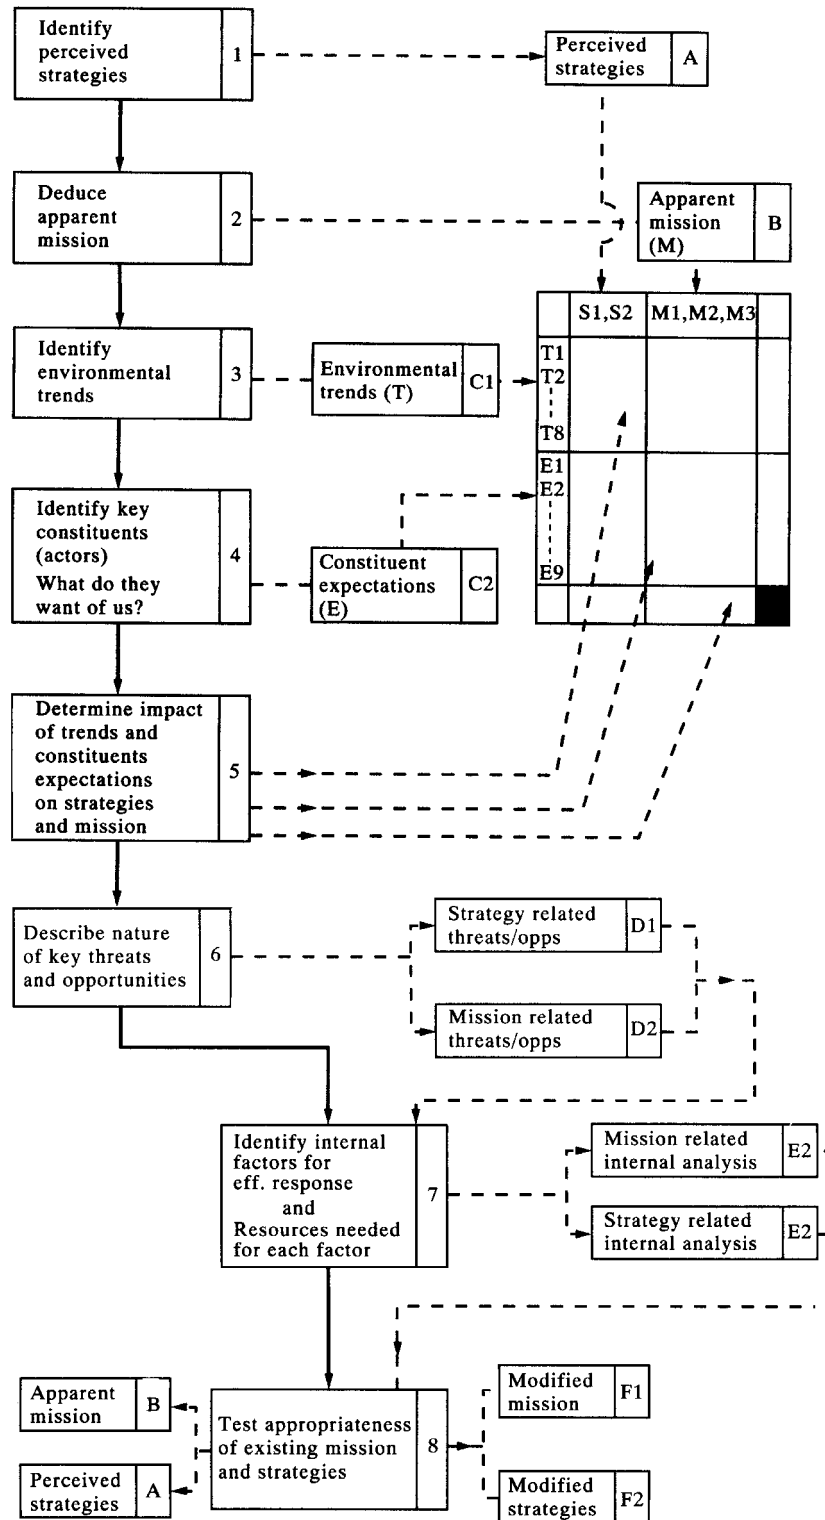 Identify
perceived
strategies
1
Perceived
strategies
A
Deduce
apparent
mission
2
Apparent
mission
(M)
B
S1,S2
M1,M2,M3
Identify
environmental
trends
3
Environmental
trends (T)
C1
T1
T2
T8
E1
E2
E9
Identify key
constituents
(actors)
What do they
want of us?
4
Constituent
expectations
(E)
C2
Determine impact
of trends and
constituents
expectations
on strategies
and mission
5
Describe nature
of key threats
and opportunities
6
Strategy related
threats/opps
D1
Mission related
threats/opps
D2
Identify internal
factors for
eff. response
and
Resources needed
for each factor
7
Mission related
internal analysis
E2
Strategy related
internal analysis
E2
Apparent
mission
B
Perceived
strategies
A
Test appropriateness
of existing mission
and strategies
8
Modified
mission
F1
Modified
strategies
F2